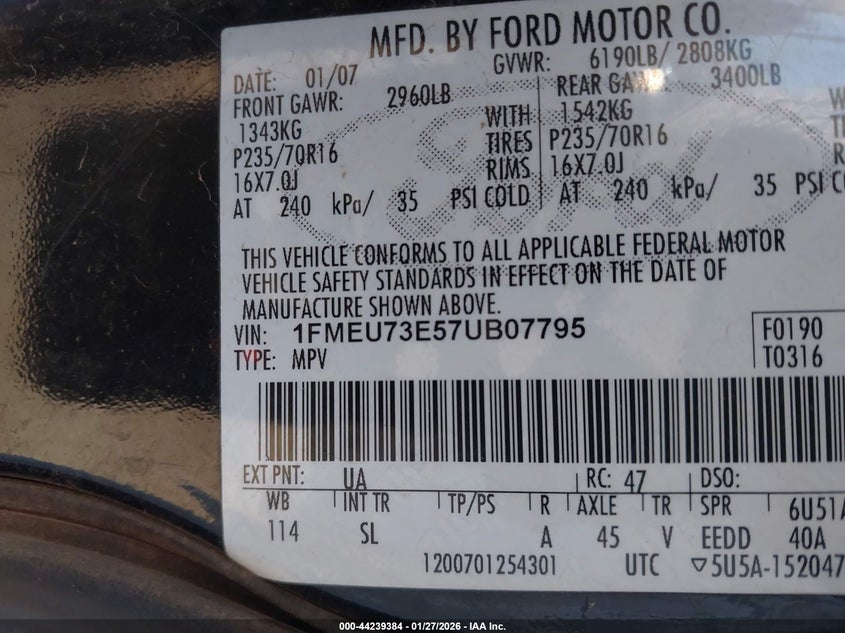 MFD. BY FORD MOTOR CO.
DATE: 01/07 GVWR: 6190LB/ 2808KG
FRONT GAWR: 2960LB REAR GAWR: 3400LB
1343KG WITH 1542KG
P235/70R16 TIRES P235/70R16
16X7.0J RIMS 16X7.0J
AT 240 kPa/ 35 PSI COLD AT 240 kPa/ 35 PSI
THIS VEHICLE CONFORMS TO ALL APPLICABLE FEDERAL MOTOR
VEHICLE SAFETY STANDARDS IN EFFECT ON THE DATE OF
MANUFACTURE SHOWN ABOVE.
VIN: 1FMEU73E57UB07795 F0190
TYPE: MPV T0316
EXT PNT: UA RC: 47 DSO:
WB INT TR TP/PS R AXLE TR SPR 6U51A
114 SL A 45 V EEDD 40A
1200701254301 UTC ▽5U5A-152047
Ford
000-44239384 | 01/27/2026 - IAA Inc.